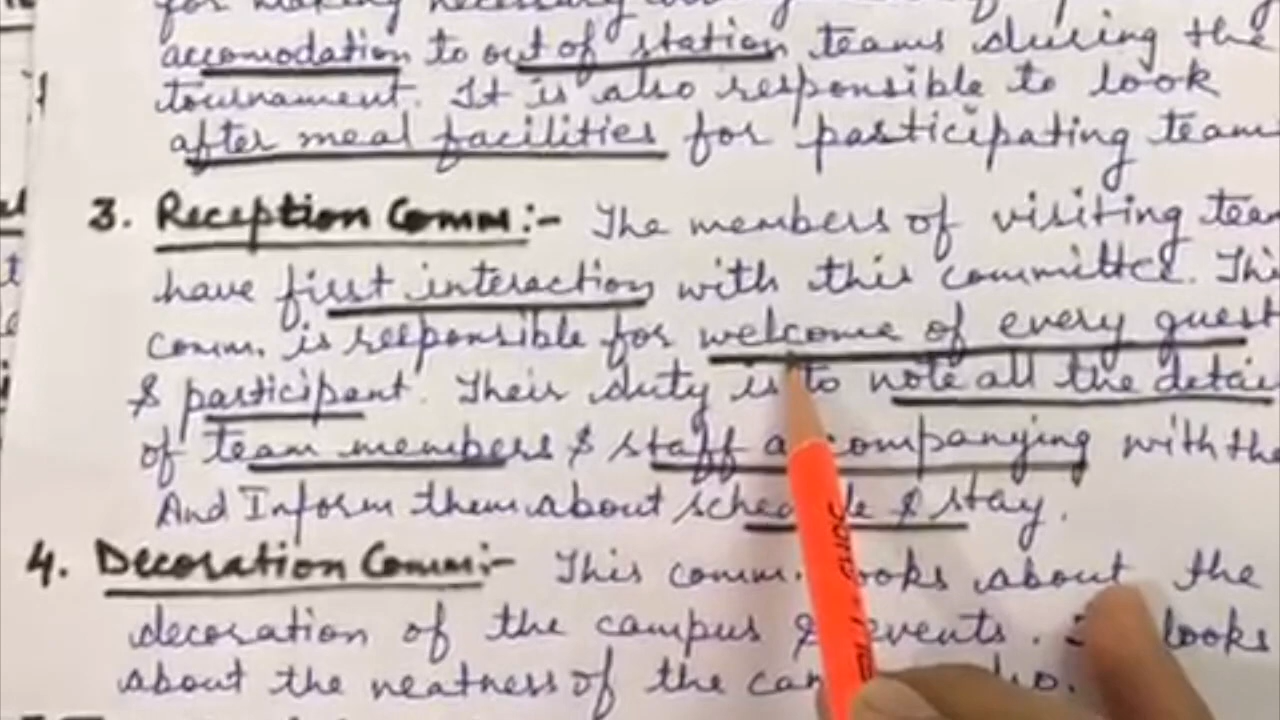 for making necessary
accomodation to out of station teams during the
tournament. It is also responsible to look
after meal facilities for participating team
3. Reception Comm:- The members of visiting team
have first interaction with this committee. This
comm. is responsible for welcome of every guest
& participant. Their duty is to note all the detai
of team members & staff accompanying with the
And Inform them about schedule & stay.
4. Decoration Comm:- This comm. looks about the
decoration of the campus & events. looks
about the neatness of the